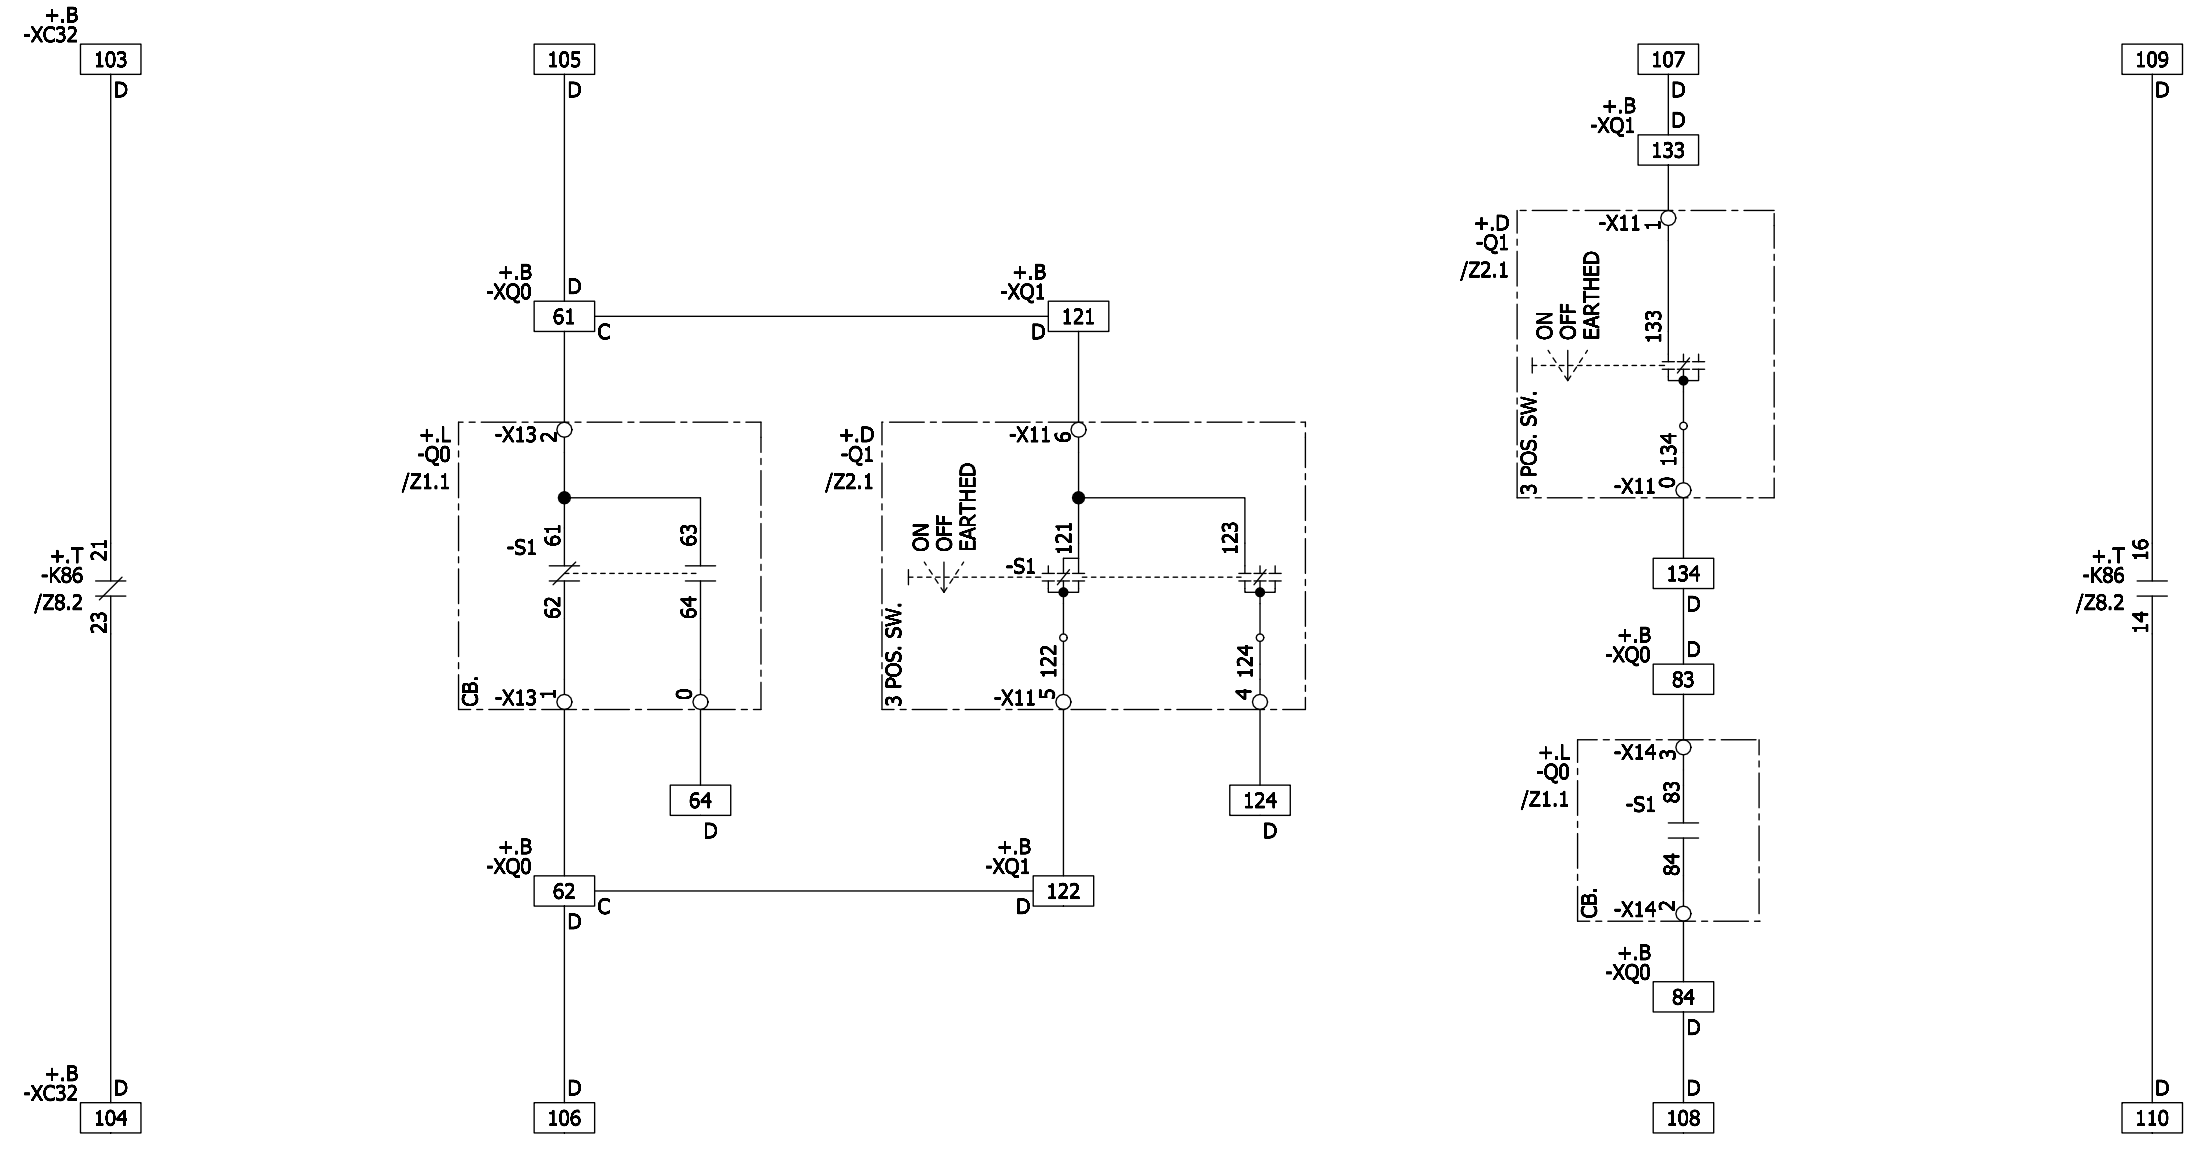 +.B
-XC32
103
D
105
D
107
D
109
D
+.B
-XQ1
D
133
+.D
-Q1
/Z2.1
-X11
1
ON
OFF
EARTHED
133
3 POS. SW.
134
-X11
0
+.B
-XQ0
D
61
C
+.B
-XQ1
D
121
+.L
-Q0
/Z1.1
-X13
2
-S1
61
63
62
64
CB.
-X13
1
0
+.D
-Q1
/Z2.1
-X11
6
ON
OFF
EARTHED
-S1
121
123
3 POS. SW.
122
124
-X11
5
4
+.T
-K86
/Z8.2
21
23
134
D
+.B
-XQ0
D
83
+.T
-K86
/Z8.2
16
14
+.L
-Q0
/Z1.1
-X14
3
83
-S1
84
CB.
-X14
2
64
D
124
D
+.B
-XQ0
62
C
D
+.B
-XQ1
D
122
+.B
-XQ0
84
D
+.B
-XC32
D
104
D
106
D
108
D
110